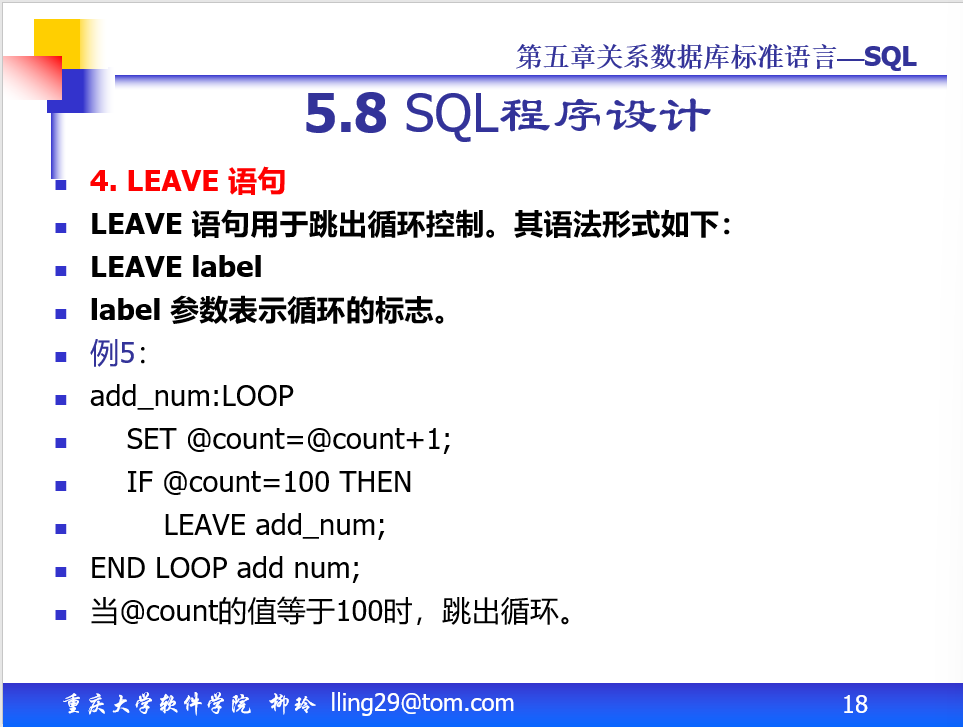 第五章关系数据库标准语言—SQL
5.8 SQL程序设计
4. LEAVE 语句
LEAVE 语句用于跳出循环控制。其语法形式如下：
LEAVE label
label 参数表示循环的标志。
例5：
add_num:LOOP
SET @count=@count+1;
IF @count=100 THEN
LEAVE add_num;
END LOOP add num;
当@count的值等于100时，跳出循环。
重庆大学软件学院 柳玲 lling29@tom.com 18